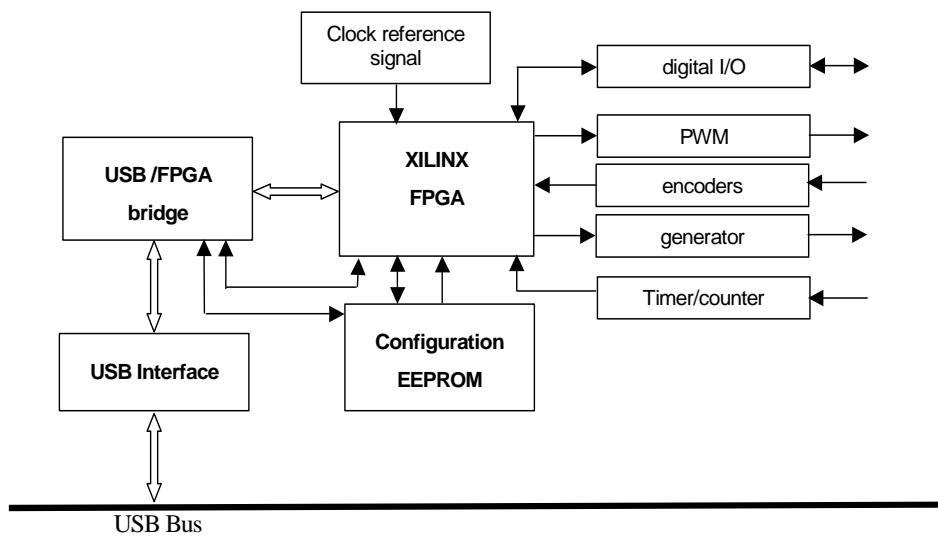 Clock reference
signal
digital I/O
XILINX
FPGA
PWM
USB /FPGA
bridge
encoders
generator
Timer/counter
Configuration
EEPROM
USB Interface
USB Bus